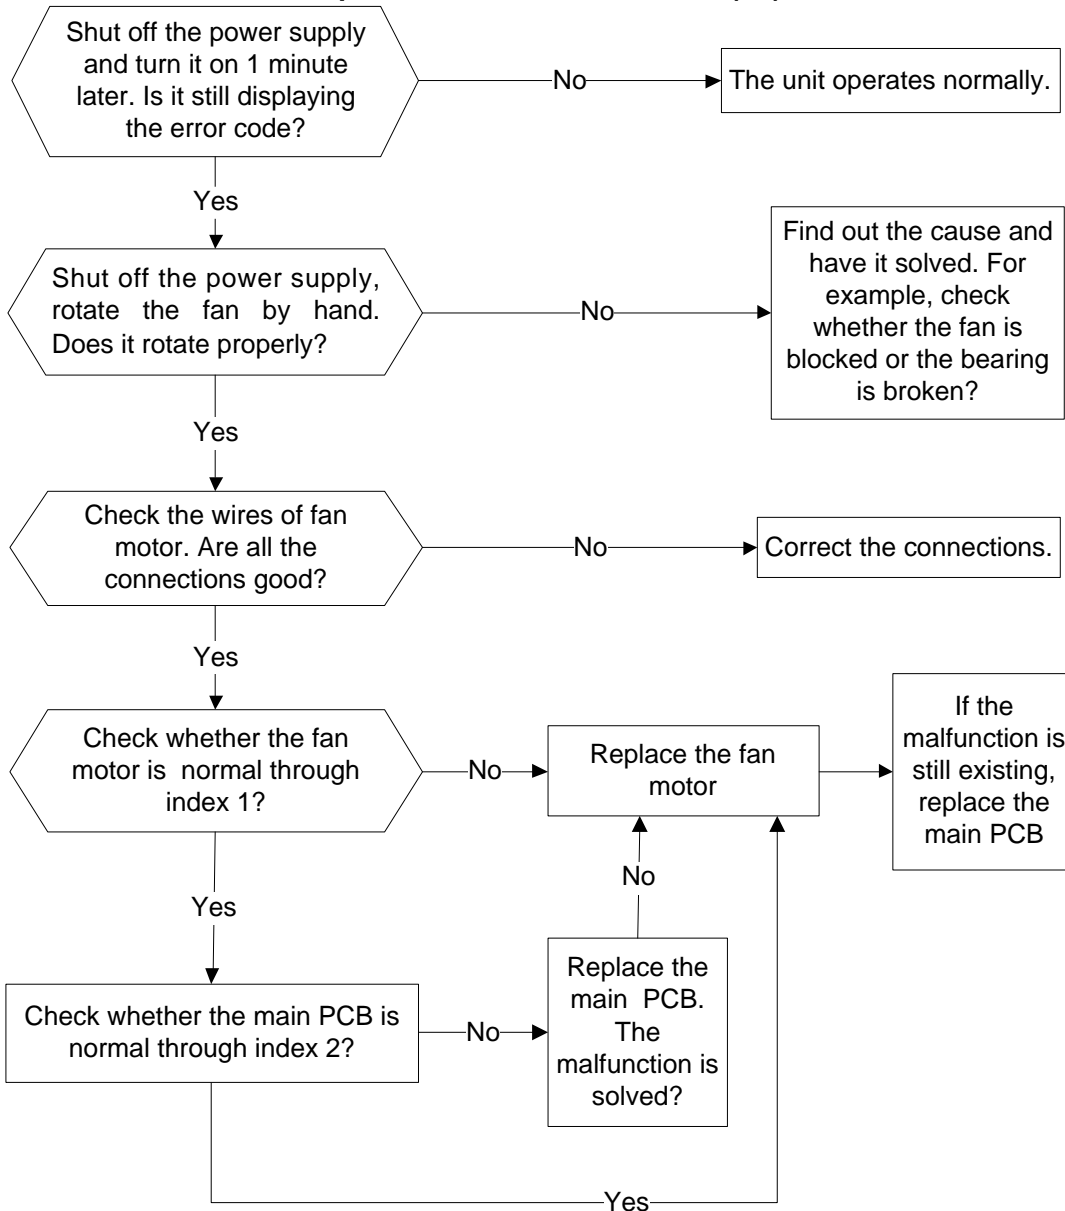 Shut off the power supply
and turn it on 1 minute
later. Is it still displaying
the error code?
No
The unit operates normally.
Yes
Shut off the power supply,
rotate the fan by hand.
Does it rotate properly?
No
Find out the cause and
have it solved. For
example, check
whether the fan is
blocked or the bearing
is broken?
Yes
Check the wires of fan
motor. Are all the
connections good?
No
Correct the connections.
Yes
Check whether the fan
motor is normal through
index 1?
No
Replace the fan
motor
If the
malfunction is
still existing,
replace the
main PCB
Yes
No
Check whether the main PCB is
normal through index 2?
No
Replace the
main PCB.
The
malfunction is
solved?
Yes